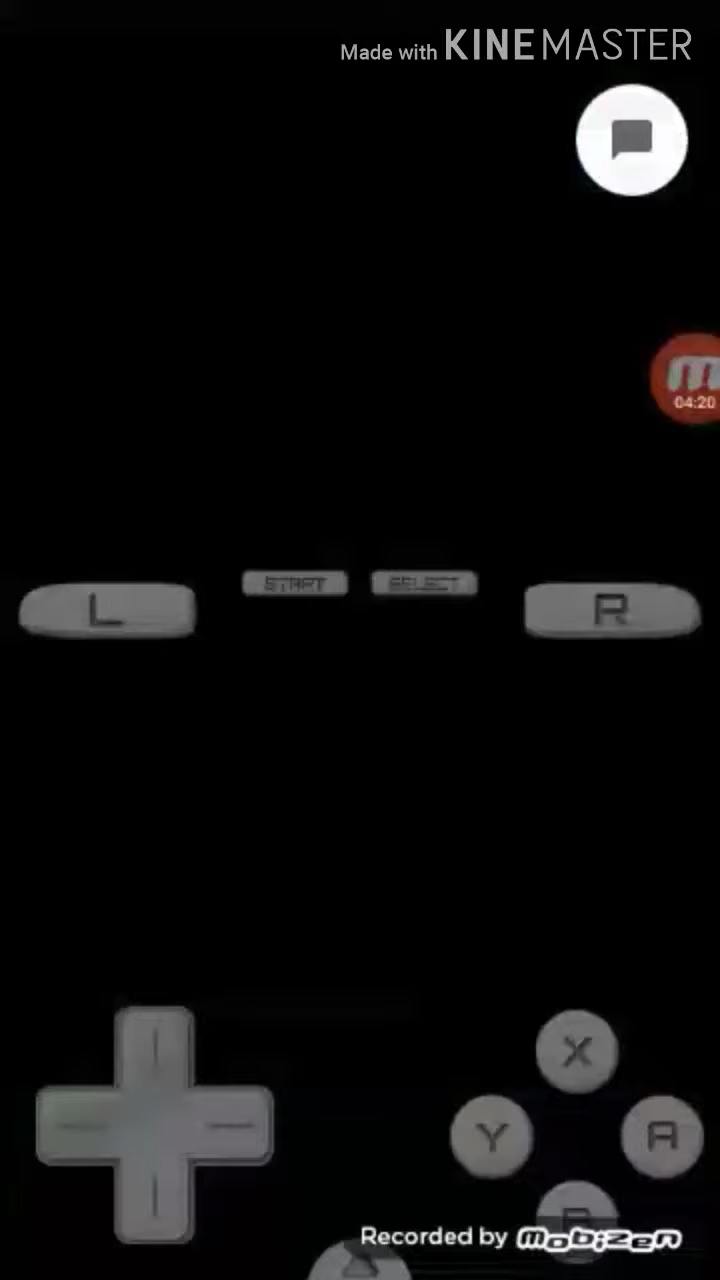 Made with KINEMASTER
m
04:20
START SELECT
L R
X
Y A
B
Recorded by mobizen